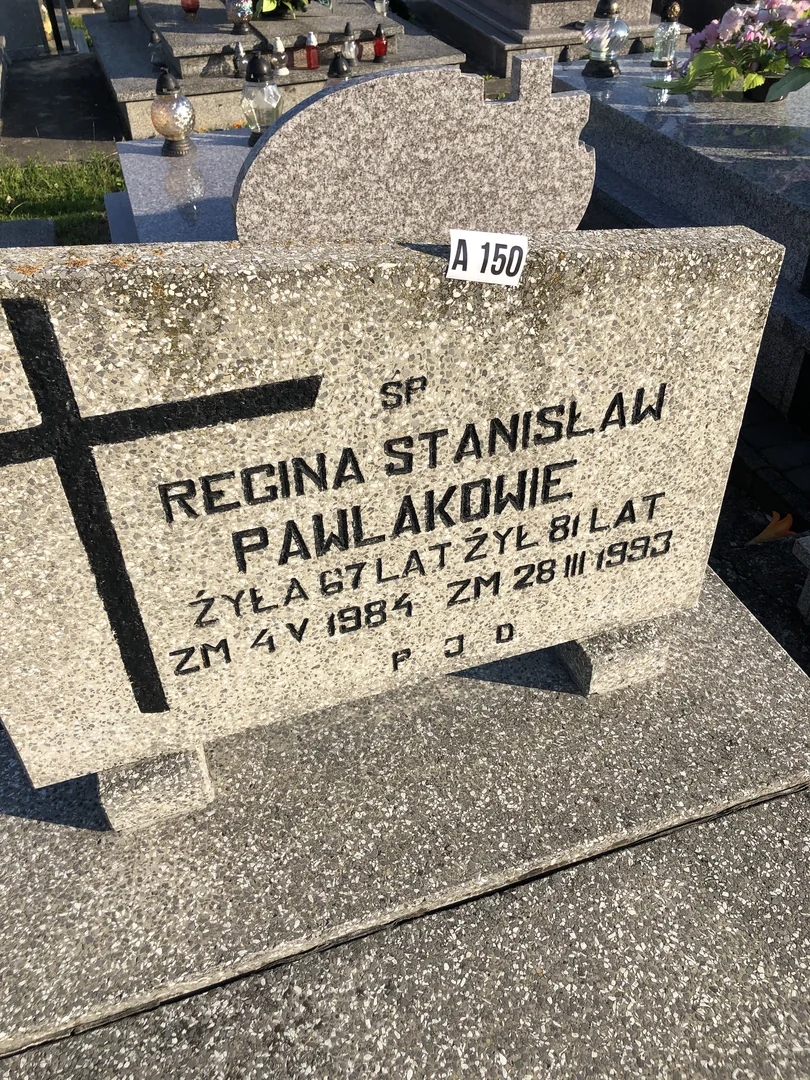 A 150
ŚP
REGINA STANISŁAW
PAWLAKOWIE
ŻYŁA 67 LAT ŻYŁ 81 LAT
ZM 4 V 1984 ZM 28 III 1993
P J D